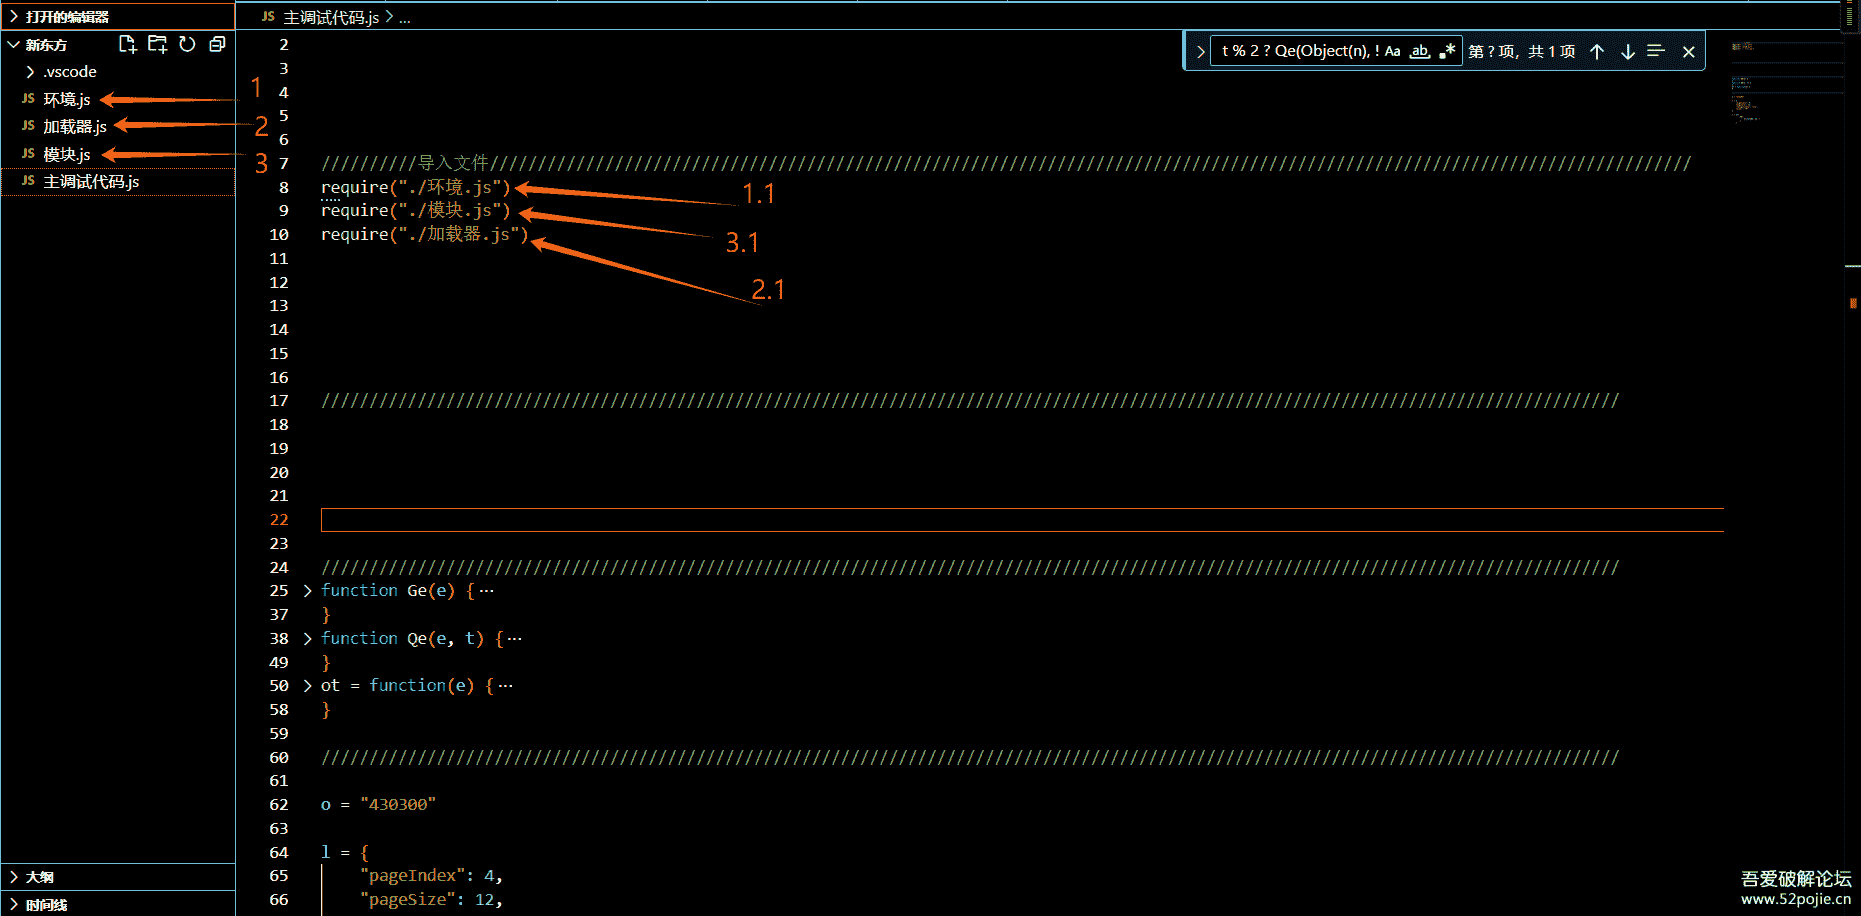 打开的编辑器
新东方
.vscode
JS 环境.js
JS 加载器.js
JS 模块.js
JS 主调试代码.js
大纲
时间线
1
2
3
JS 主调试代码.js > ...
t % 2 ? Qe(Object(n), ! Aa ab .* 第 ? 项, 共 1 项
2
3
4
5
6
7 //////////导入文件/////////////////////////////////////////////////////////////////////////////////////////////////////////////////////////////
8 require("./环境.js")
1.1
9 require("./模块.js")
3.1
10 require("./加载器.js")
2.1
11
12
13
14
15
16
17 ///////////////////////////////////////////////////////////////////////////////////////////////////////////////////////////////////////
18
19
20
21
22
23
24 ///////////////////////////////////////////////////////////////////////////////////////////////////////////////////////////////////////
25 > function Ge(e) {…
37 }
38 > function Qe(e, t) {…
49 }
50 > ot = function(e) {…
58 }
59
60 ///////////////////////////////////////////////////////////////////////////////////////////////////////////////////////////////////////
61
62 o = "430300"
63
64 l = {
65 "pageIndex": 4,
66 "pageSize": 12,
吾爱破解论坛
www.52pojie.cn